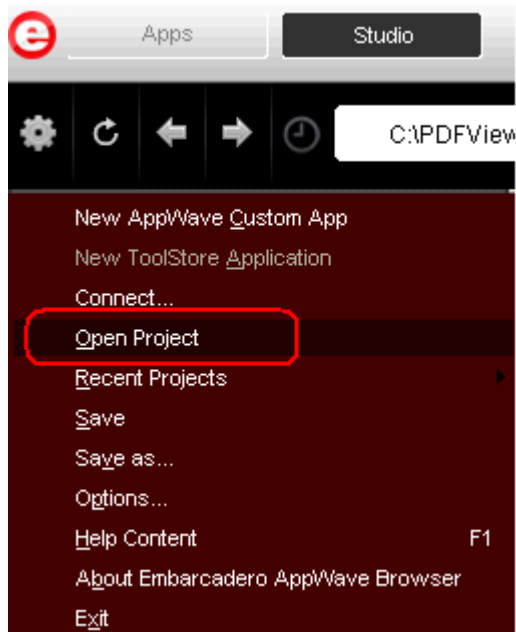 e
Apps
Studio
C:\PDFView
New AppWave Custom App
New ToolStore Application
Connect...
Open Project
Recent Projects
Save
Save as...
Options...
Help Content F1
About Embarcadero AppWave Browser
Exit